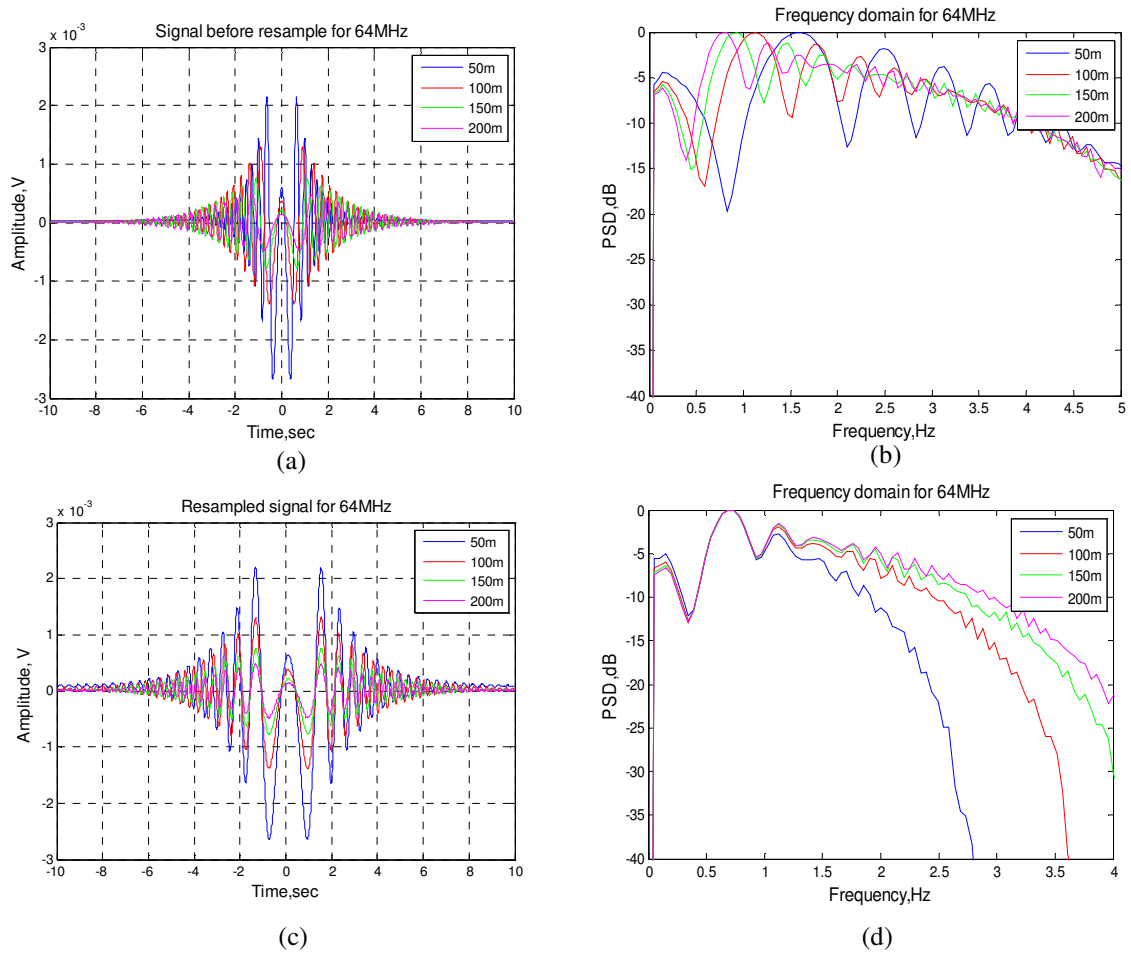 Signal before resample for 64MHz
x 10⁻³
3
2
1
0
-1
-2
-3
Amplitude,V
50m
100m
150m
200m
-10 -8 -6 -4 -2 0 2 4 6 8 10
Time,sec
(a)
Frequency domain for 64MHz
0
-5
-10
-15
-20
-25
-30
-35
-40
PSD,dB
50m
100m
150m
200m
0 0.5 1 1.5 2 2.5 3 3.5 4 4.5 5
Frequency,Hz
(b)
Resampled signal for 64MHz
x 10⁻³
3
2
1
0
-1
-2
-3
Amplitude, V
50m
100m
150m
200m
-10 -8 -6 -4 -2 0 2 4 6 8 10
Time,sec
(c)
Frequency domain for 64MHz
0
-5
-10
-15
-20
-25
-30
-35
-40
PSD,dB
50m
100m
150m
200m
0 0.5 1 1.5 2 2.5 3 3.5 4
Frequency,Hz
(d)